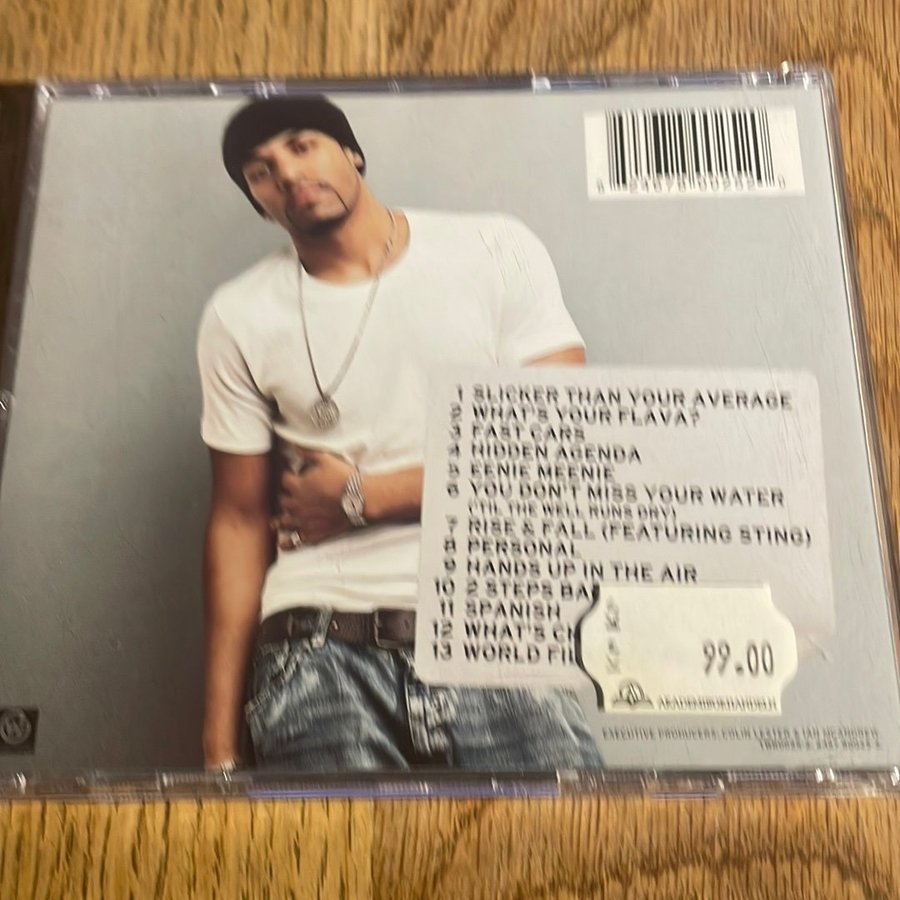 1 SLICKER THAN YOUR AVERAGE
2 WHAT'S YOUR FLAVA?
3 FAST CARS
4 HIDDEN AGENDA
5 EENIE MEENIE
6 YOU DON'T MISS YOUR WATER
('TIL THE WELL RUNS DRY)
7 RISE & FALL (FEATURING STING)
8 PERSONAL
9 HANDS UP IN THE AIR
10 2 STEPS BA
11 SPANISH
12 WHAT'S CH
13 WORLD FIL
99.00
AKADEMIBOKHANDELN
EXECUTIVE PRODUCERS, COLIN LESTER & IAN MCANDREW